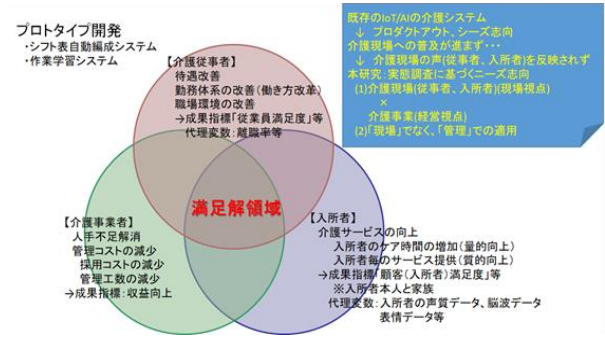 プロトタイプ開発
・シフト表自動編成システム
・作業学習システム
【介護従事者】
待遇改善
勤務体系の改善(働き方改革)
職場環境の改善
→成果指標「従業員満足度」等
代理変数:離職率等
既存のIoT/AIの介護システム
↓ プロダクトアウト、シーズ志向
介護現場への普及が進まず・・・
↓ 介護現場の声(従事者、入所者)を反映されず
本研究:実態調査に基づくニーズ志向
(1)介護現場(従事者、入所者)(現場視点)
×
介護事業(経営視点)
(2)「現場」でなく、「管理」での適用
満足解領域
【介護事業者】
人手不足解消
管理コストの減少
採用コストの減少
管理工数の減少
→成果指標:収益向上
【入所者】
介護サービスの向上
入所者のケア時間の増加(量的向上)
入所者毎のサービス提供(質的向上)
→成果指標「顧客(入所者)満足度」等
※入所者本人と家族
代理変数:入所者の声質データ、脳波データ
表情データ等